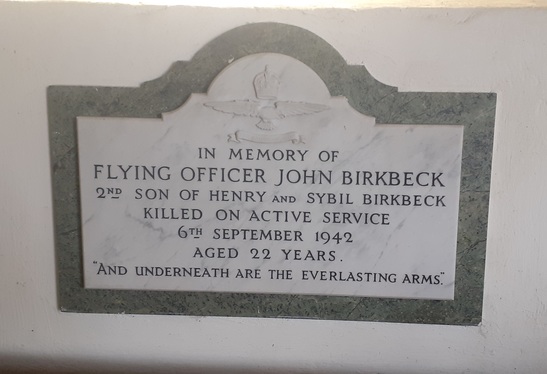 IN MEMORY OF
FLYING OFFICER JOHN BIRKBECK
2ND SON OF HENRY AND SYBIL BIRKBECK
KILLED ON ACTIVE SERVICE
6TH SEPTEMBER 1942
AGED 22 YEARS.
"AND UNDERNEATH ARE THE EVERLASTING ARMS."